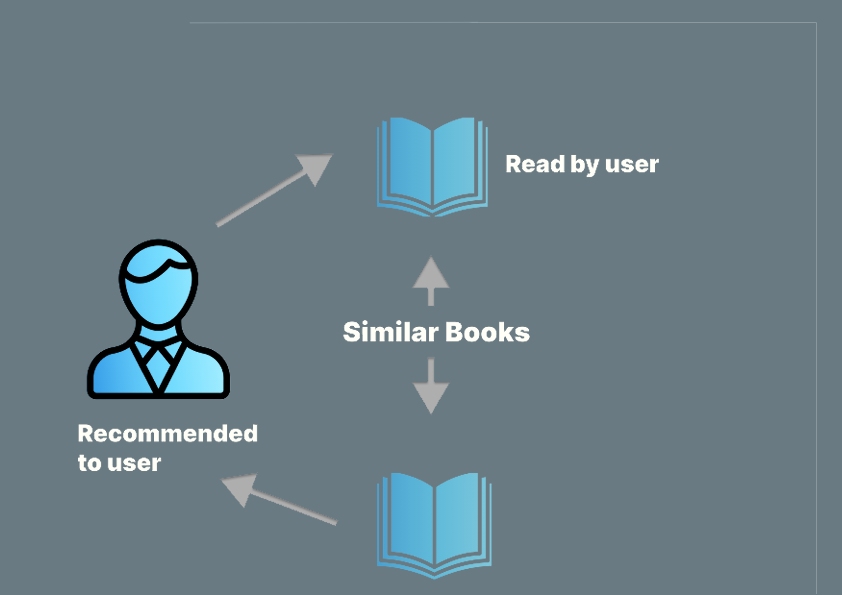 Read by user
Similar Books
Recommended
to user